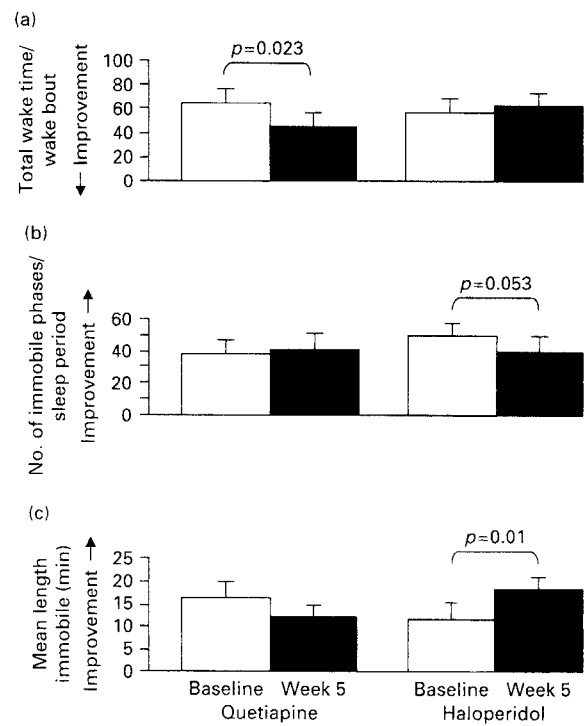 (a)
Total wake time/
wake bout
← Improvement
100
80
60
40
20
0
p=0.023
(b)
No. of immobile phases/
sleep period
Improvement →
60
40
20
0
p=0.053
(c)
Mean length
immobile (min)
Improvement →
25
20
15
10
5
0
p=0.01
Baseline Week 5 Baseline Week 5
Quetiapine Haloperidol